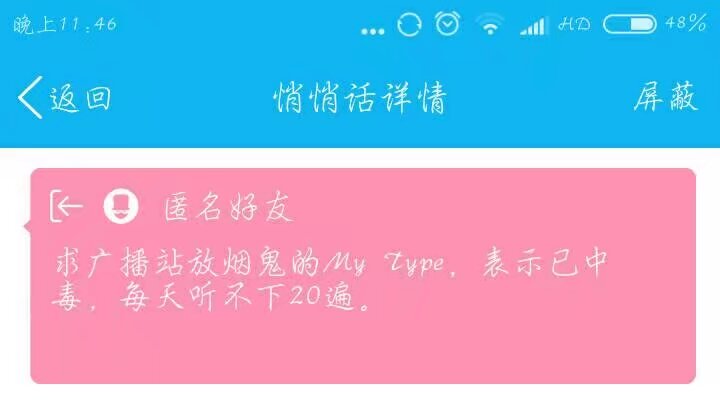 晚上11:46 HD 48%
返回 悄悄话详情 屏蔽
匿名好友
求广播站放烟鬼的My Type，表示已中
毒，每天听不下20遍。